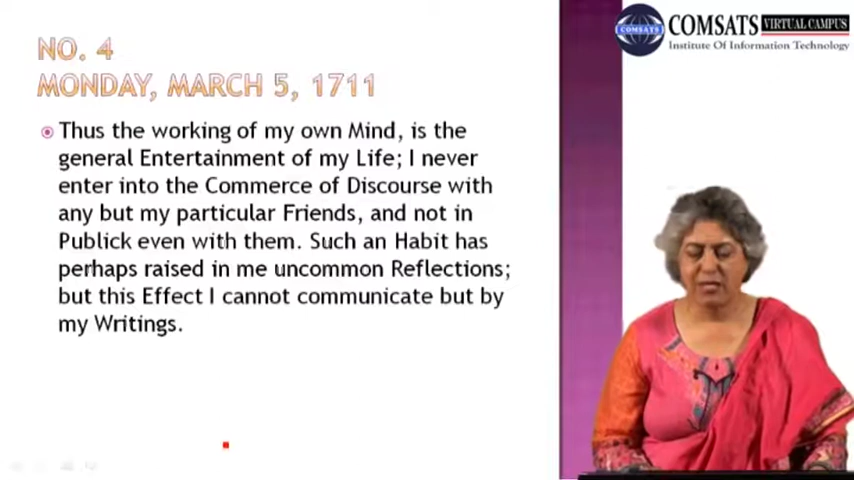 NO. 4
MONDAY, MARCH 5, 1711
Thus the working of my own Mind, is the
general Entertainment of my Life; I never
enter into the Commerce of Discourse with
any but my particular Friends, and not in
Publick even with them. Such an Habit has
perhaps raised in me uncommon Reflections;
but this Effect I cannot communicate but by
my Writings.
COMSATS
COMSATS VIRTUAL CAMPUS
Institute Of Information Technology